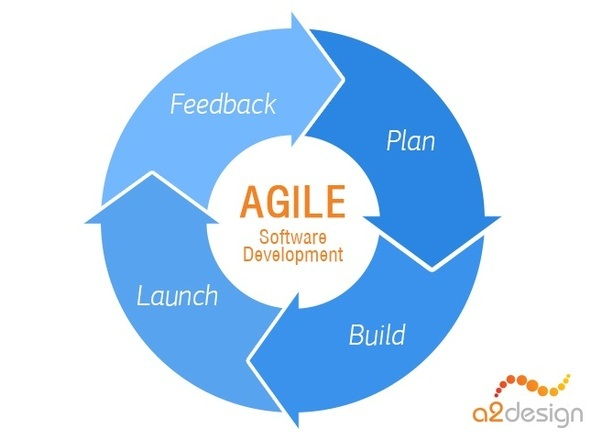 Feedback
Plan
AGILE
Software
Development
Launch
Build
a2design